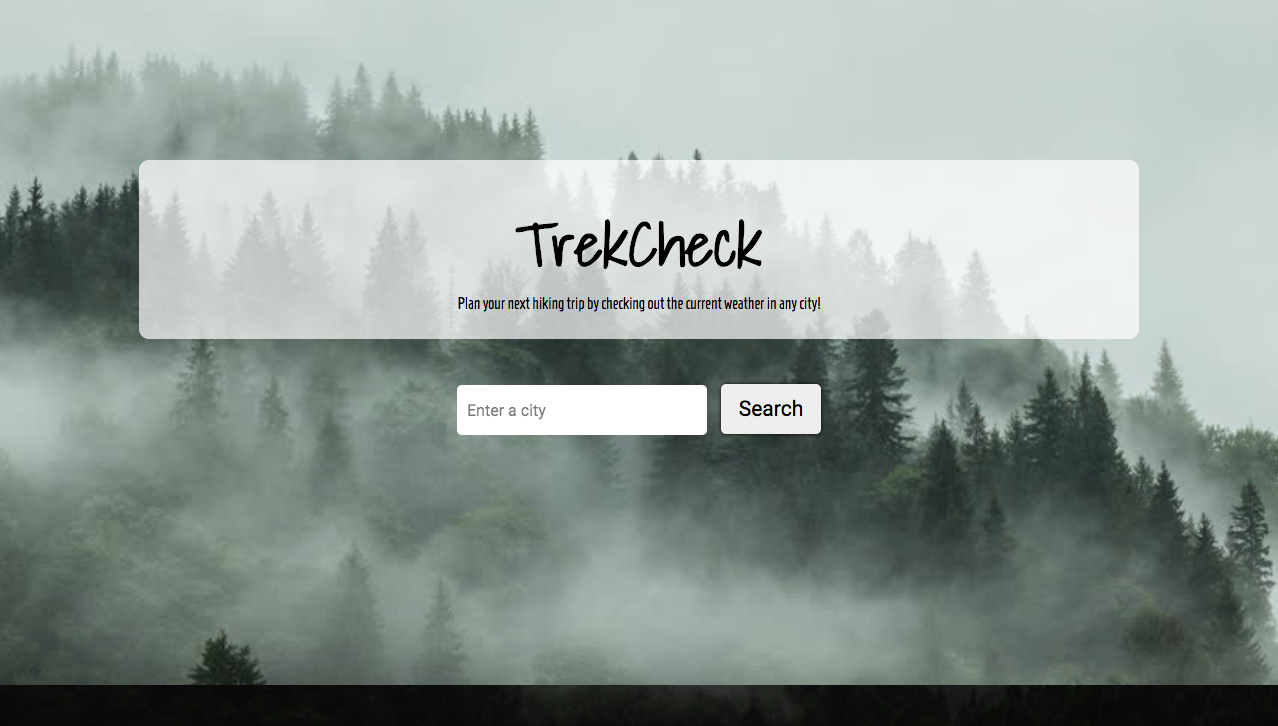 TrekCheck
Plan your next hiking trip by checking out the current weather in any city!
Enter a city
Search